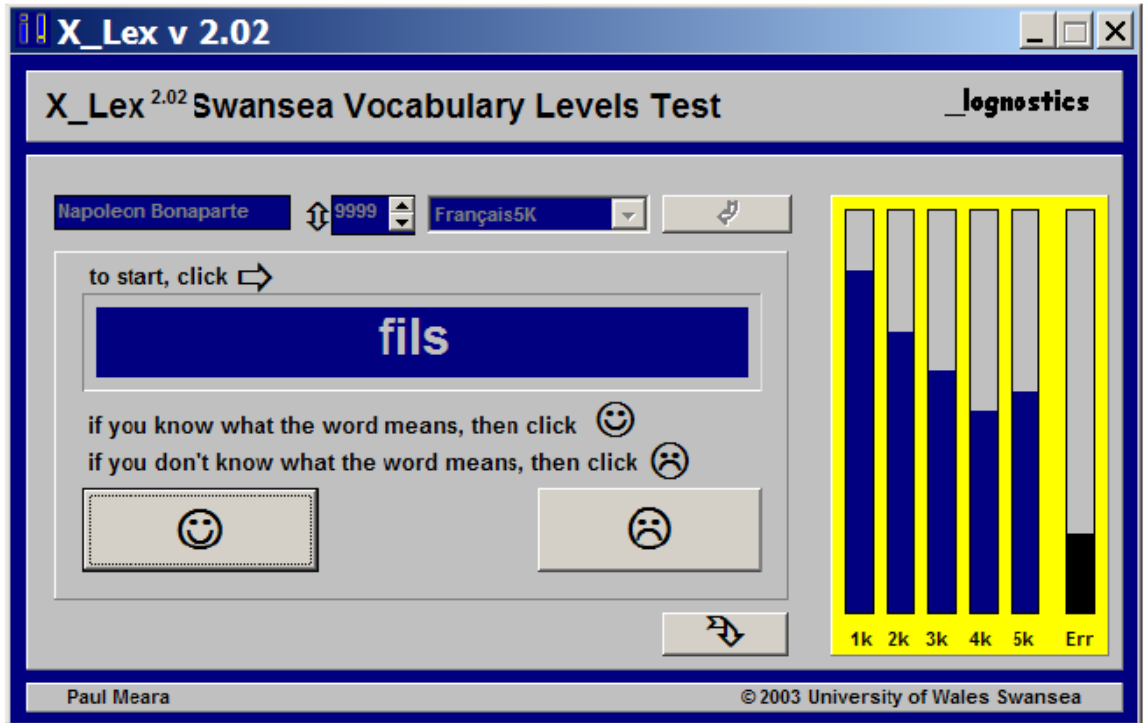 X_Lex v 2.02
X_Lex 2.02 Swansea Vocabulary Levels Test
_lognostics
Napoleon Bonaparte 9999 Français5K
to start, click
fils
if you know what the word means, then click
if you don't know what the word means, then click
1k 2k 3k 4k 5k Err
Paul Meara © 2003 University of Wales Swansea